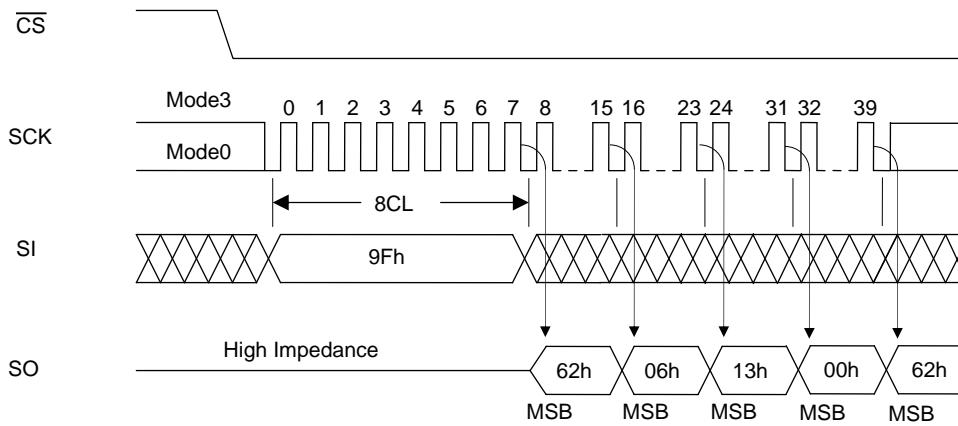 CS
Mode3
0 1 2 3 4 5 6 7 8 15 16 23 24 31 32 39
SCK
Mode0
8CL
SI
9Fh
High Impedance
SO
62h 06h 13h 00h 62h
MSB MSB MSB MSB MSB